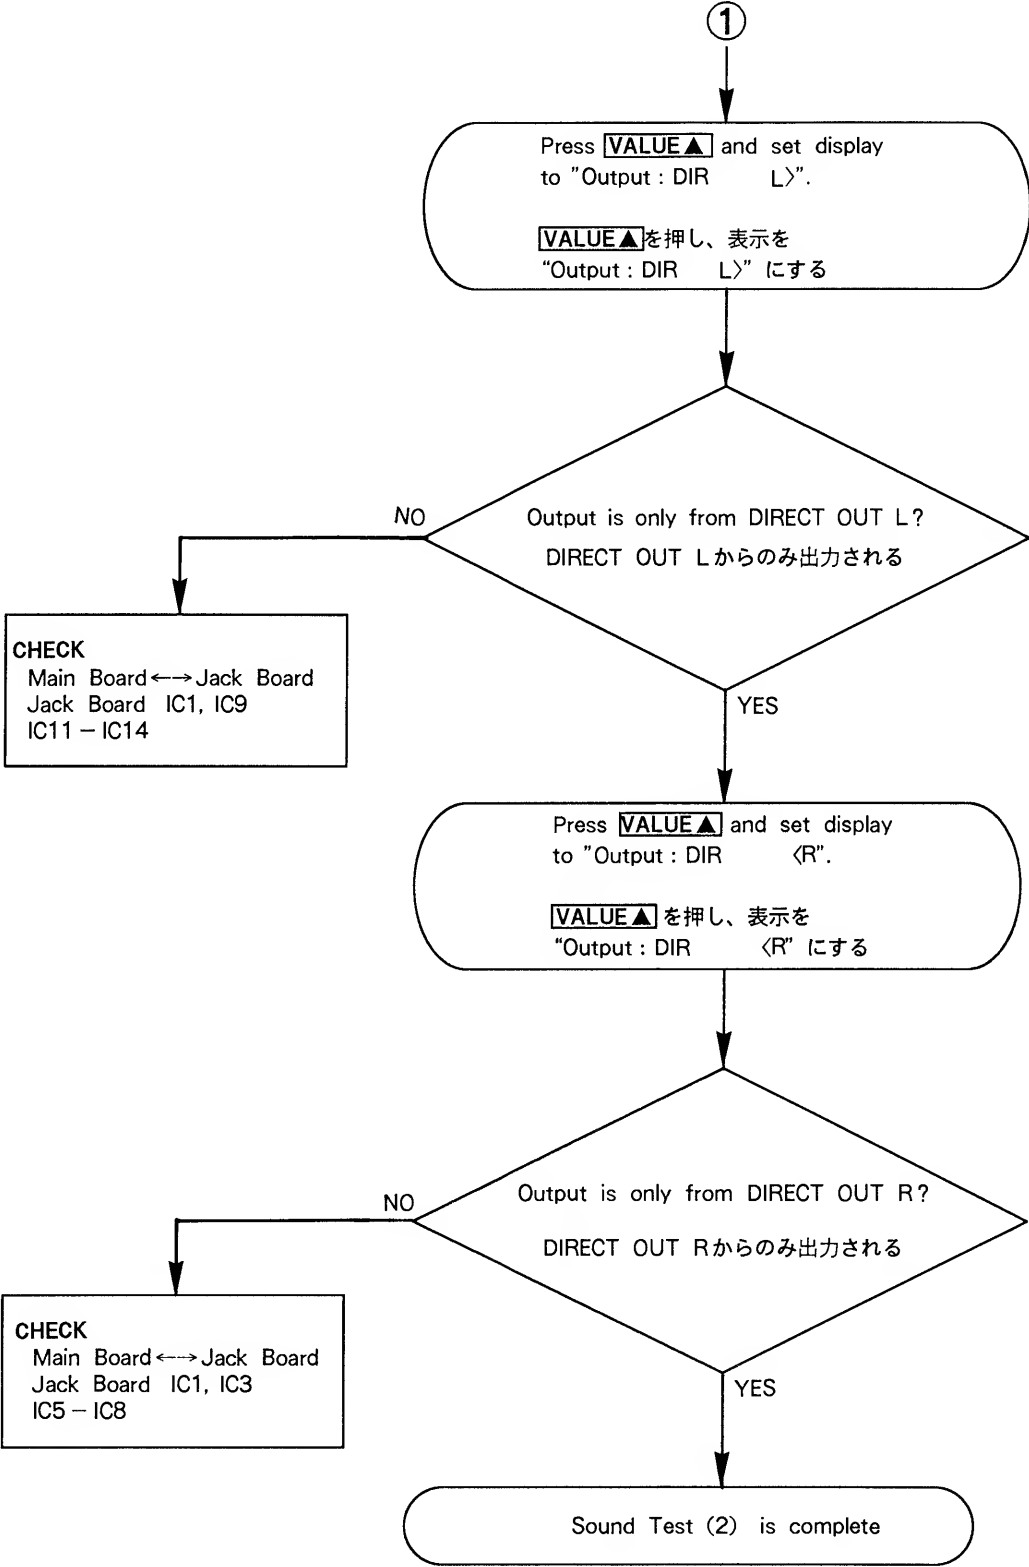 ①
Press VALUE▲ and set display
to "Output : DIR L〉".
VALUE▲を押し、表示を
“Output : DIR L〉” にする
Output is only from DIRECT OUT L?
DIRECT OUT Lからのみ出力される
NO
CHECK
Main Board←→Jack Board
Jack Board IC1, IC9
IC11 – IC14
YES
Press VALUE▲ and set display
to "Output : DIR 〈R".
VALUE▲ を押し、表示を
“Output : DIR 〈R” にする
Output is only from DIRECT OUT R?
DIRECT OUT Rからのみ出力される
NO
CHECK
Main Board←→Jack Board
Jack Board IC1, IC3
IC5 – IC8
YES
Sound Test (2) is complete